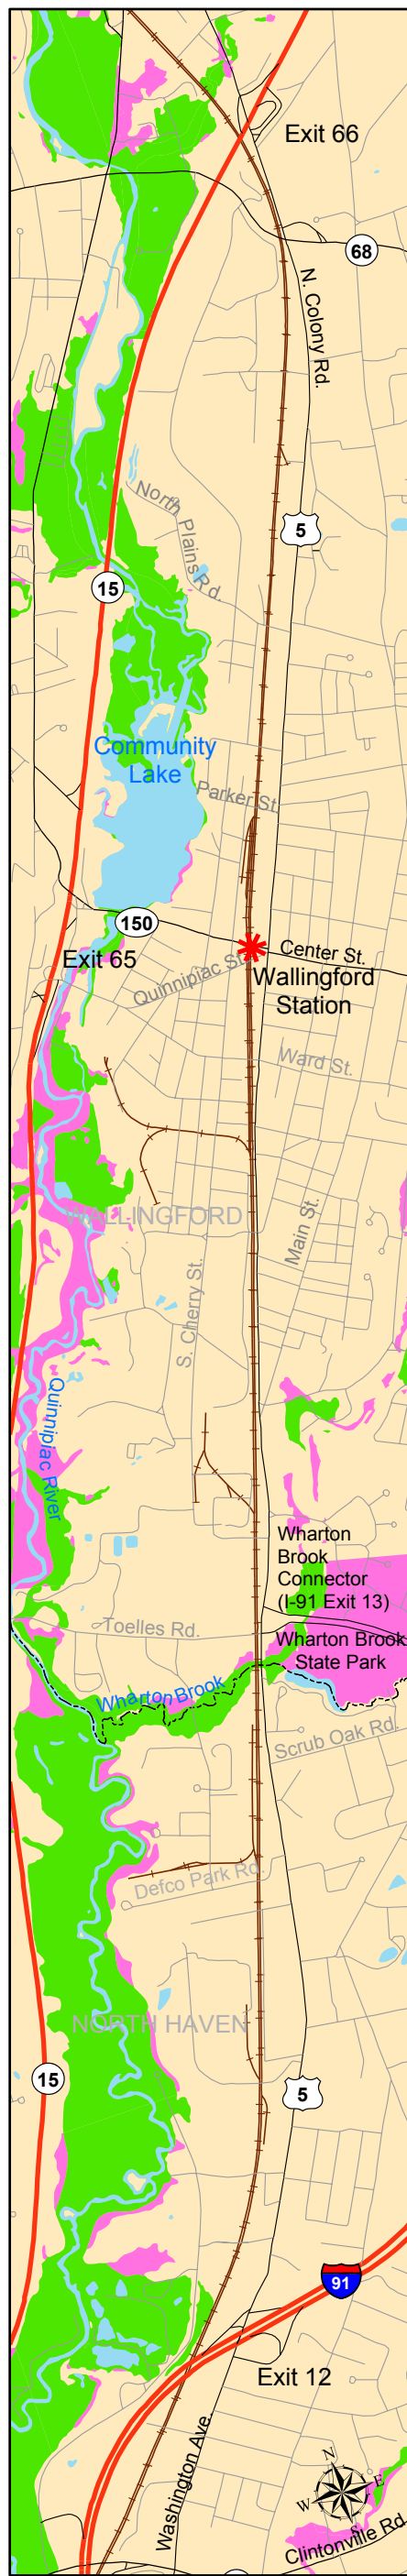 Exit 66
68
N. Colony Rd.
North Plains Rd.
5
15
Community
Lake
Parker St.
150
Center St.
Exit 65
Quinnipiac St.
Wallingford
Station
Ward St.
WALLINGFORD
Main St.
S. Cherry St.
Quinnipiac River
Wharton
Brook
Connector
(I-91 Exit 13)
Toelles Rd.
Wharton Brook
State Park
Wharton Brook
Scrub Oak Rd.
Defco Park Rd.
NORTH HAVEN
15
5
91
Exit 12
Washington Ave.
N
W
E
S
Clintonville Rd